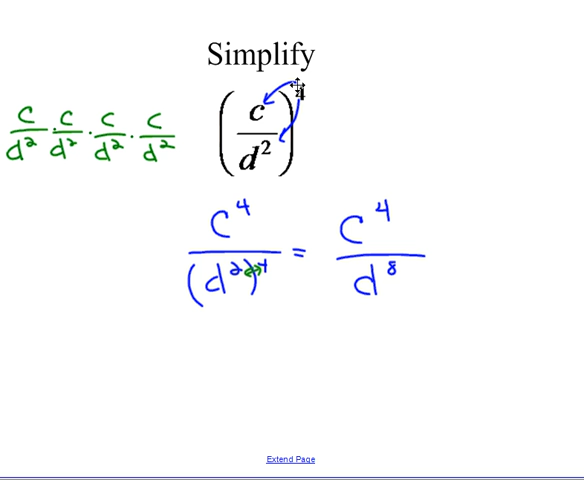 Simplify
(c/d²)⁴
c/d² · c/d² · c/d² · c/d²
c⁴/(d²)⁴ = c⁴/d⁸
Extend Page